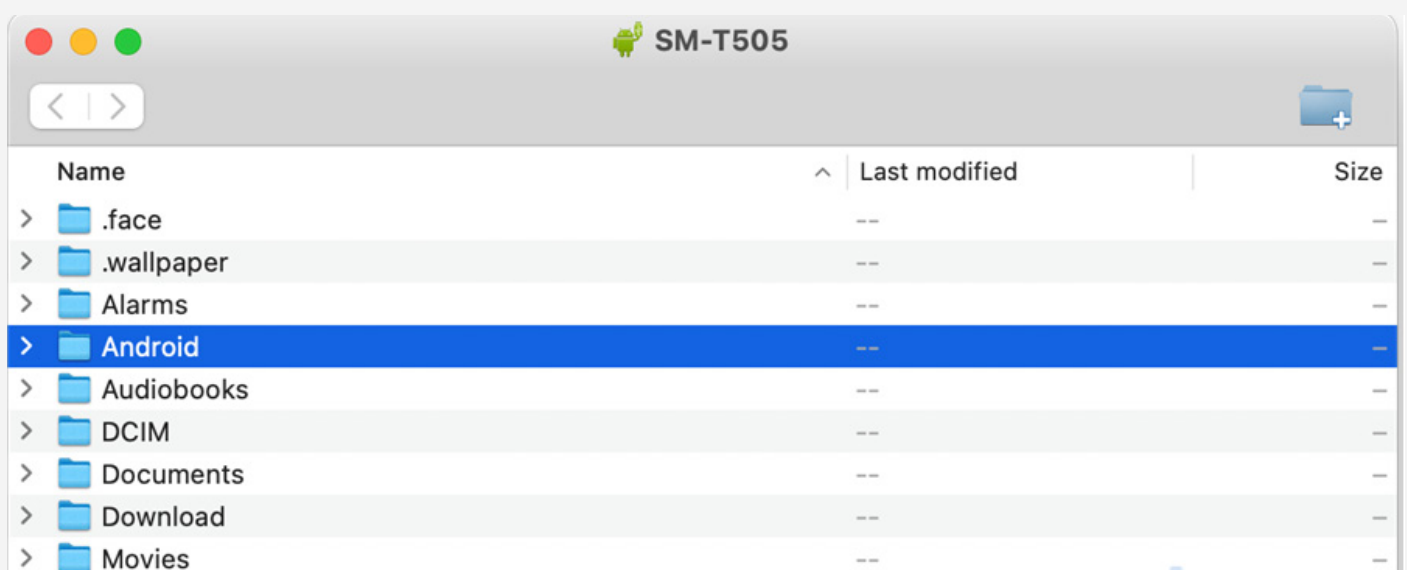 SM-T505
Name Last modified Size
.face -- –
.wallpaper -- –
Alarms -- –
Android -- –
Audiobooks -- –
DCIM -- –
Documents -- –
Download -- –
Movies -- –